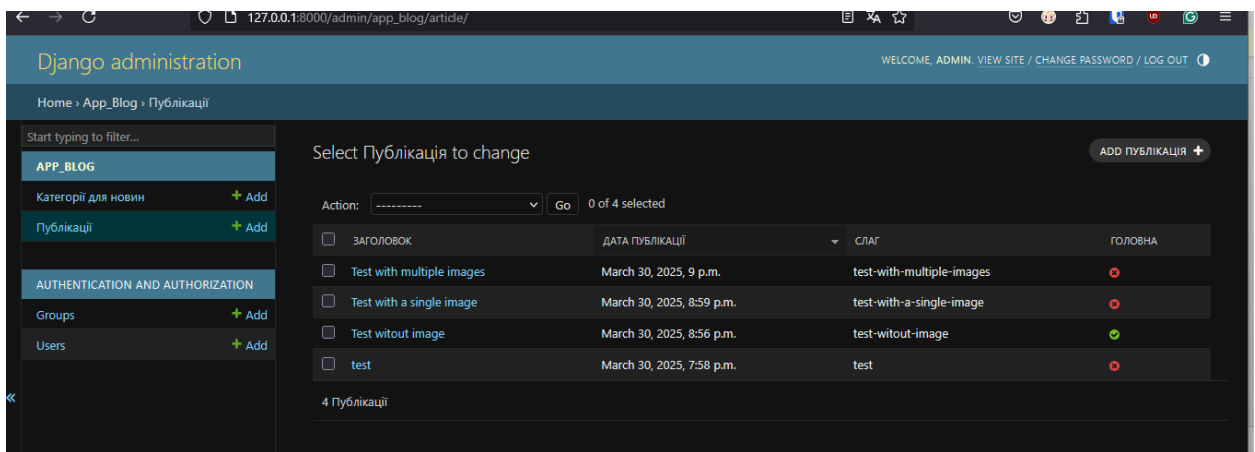 127.0.0.1:8000/admin/app_blog/article/
Django administration
WELCOME, ADMIN. VIEW SITE / CHANGE PASSWORD / LOG OUT
Home › App_Blog › Публікації
Start typing to filter...
APP_BLOG
Категорії для новин + Add
Публікації + Add
AUTHENTICATION AND AUTHORIZATION
Groups + Add
Users + Add
«
Select Публікація to change
ADD ПУБЛІКАЦІЯ +
Action: --------- Go 0 of 4 selected
ЗАГОЛОВОК ДАТА ПУБЛІКАЦІЇ СЛАГ ГОЛОВНА
Test with multiple images March 30, 2025, 9 p.m. test-with-multiple-images
Test with a single image March 30, 2025, 8:59 p.m. test-with-a-single-image
Test witout image March 30, 2025, 8:56 p.m. test-witout-image
test March 30, 2025, 7:58 p.m. test
4 Публікації